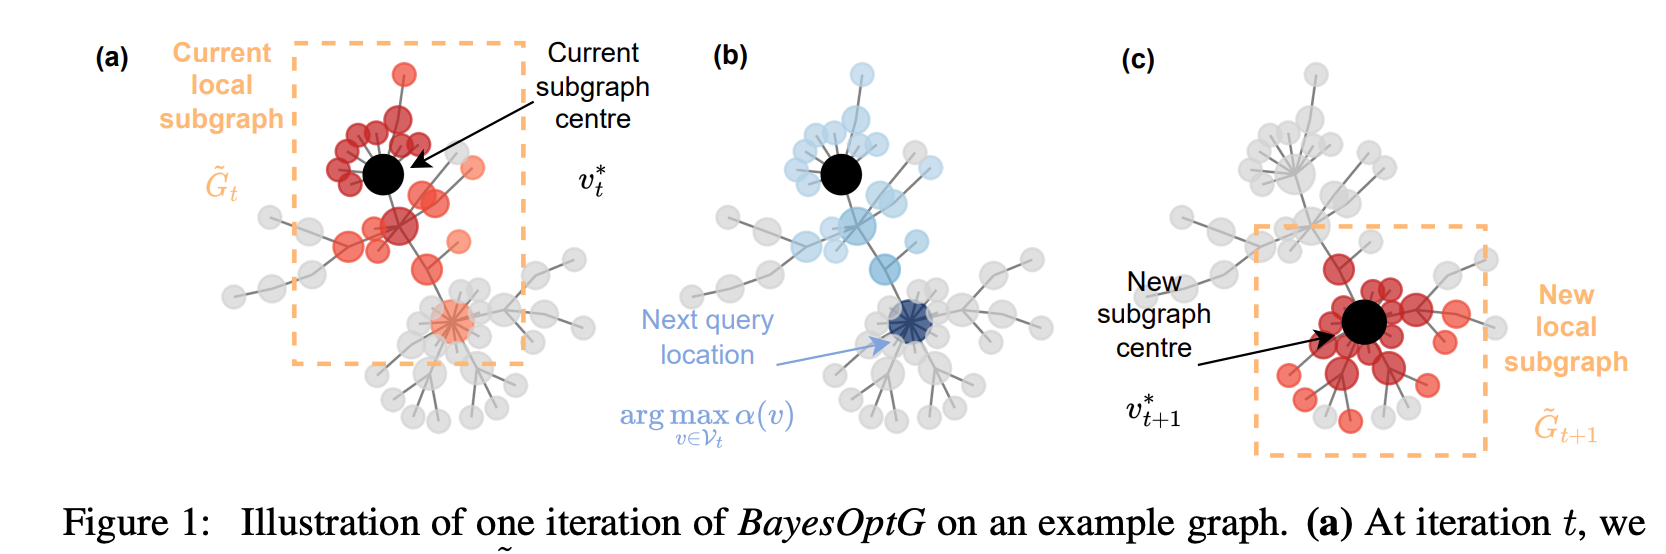 (a)
Current
local
subgraph
G̃_t
Current
subgraph
centre
v*_t
(b)
Next query
location
arg max α(v)
v∈𝒱_t
(c)
New
subgraph
centre
v*_{t+1}
New
local
subgraph
G̃_{t+1}
Figure 1: Illustration of one iteration of BayesOptG on an example graph. (a) At iteration t, we